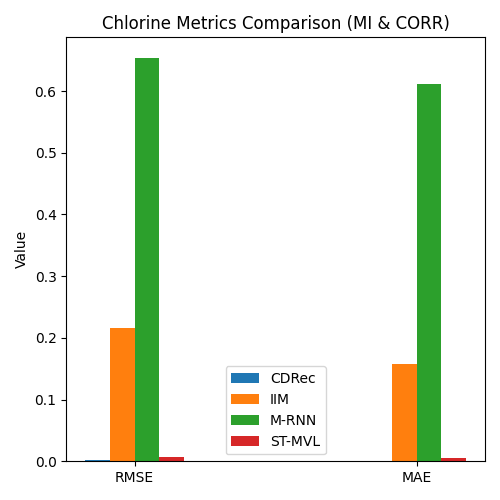 Chlorine Metrics Comparison (MI & CORR)
Value
0.6
0.5
0.4
0.3
0.2
0.1
0.0
CDRec
IIM
M-RNN
ST-MVL
RMSE
MAE